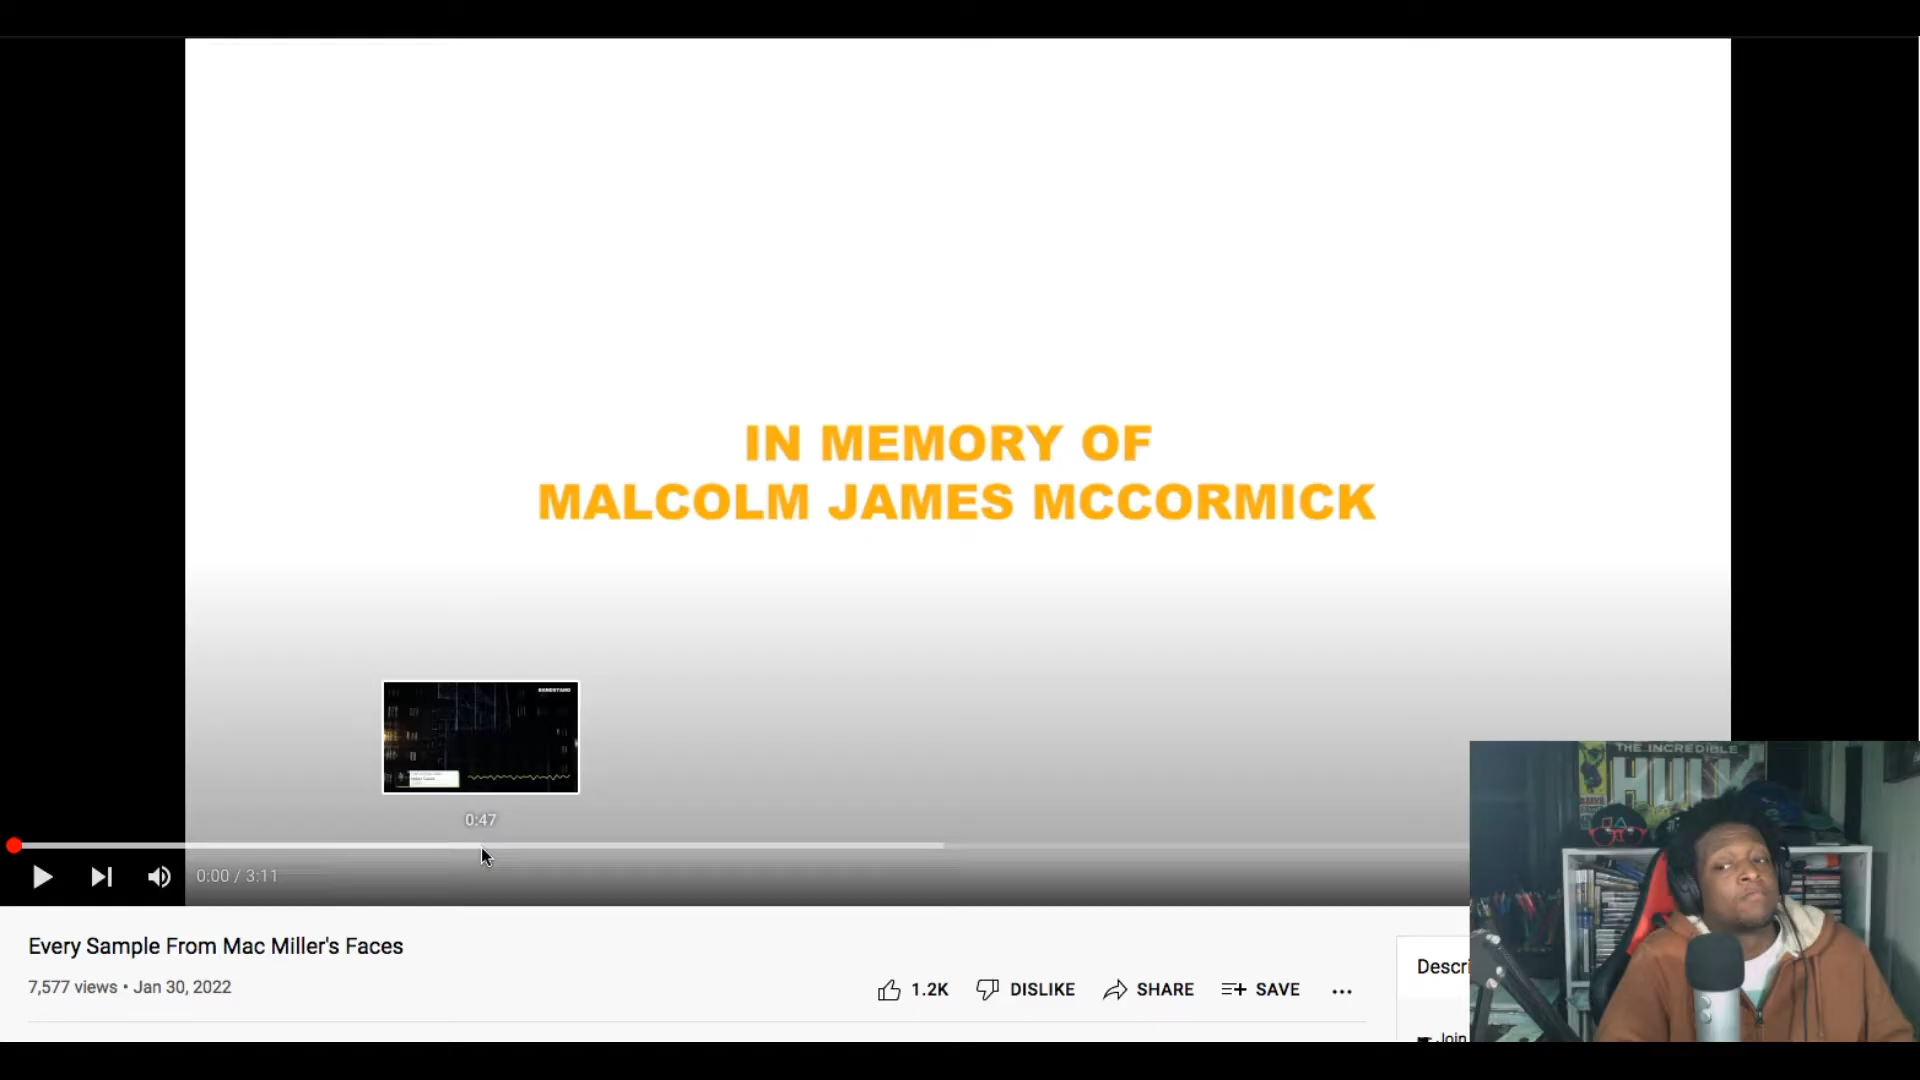 IN MEMORY OF
MALCOLM JAMES MCCORMICK
0:47
0:00 / 3:11
Every Sample From Mac Miller's Faces
7,577 views • Jan 30, 2022
1.2K
DISLIKE
SHARE
SAVE
Descri
Join
THE INCREDIBLE
HULK